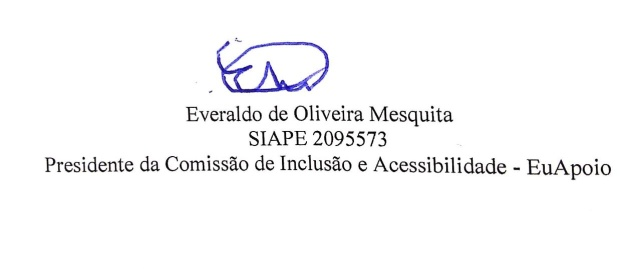 Everaldo de Oliveira Mesquita
SIAPE 2095573
Presidente da Comissão de Inclusão e Acessibilidade - EuApoio